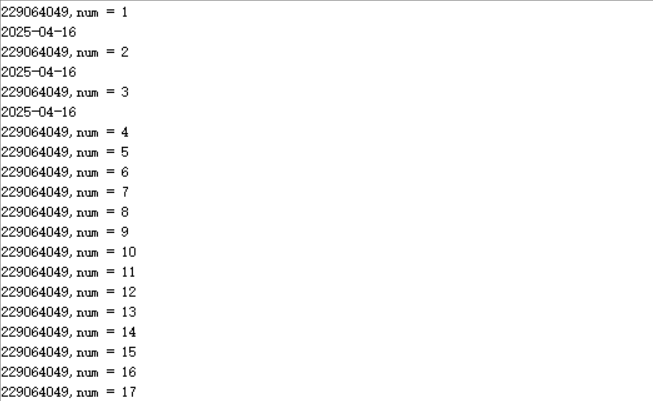 229064049,num = 1
2025-04-16
229064049,num = 2
2025-04-16
229064049,num = 3
2025-04-16
229064049,num = 4
229064049,num = 5
229064049,num = 6
229064049,num = 7
229064049,num = 8
229064049,num = 9
229064049,num = 10
229064049,num = 11
229064049,num = 12
229064049,num = 13
229064049,num = 14
229064049,num = 15
229064049,num = 16
229064049,num = 17